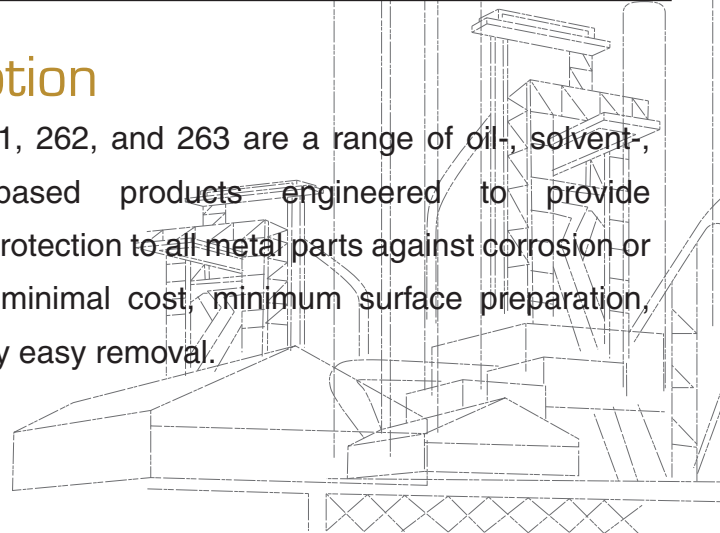 ption
1, 262, and 263 are a range of oil-, solvent-,
based products engineered to provide
rotection to all metal parts against corrosion or
minimal cost, minimum surface preparation,
y easy removal.